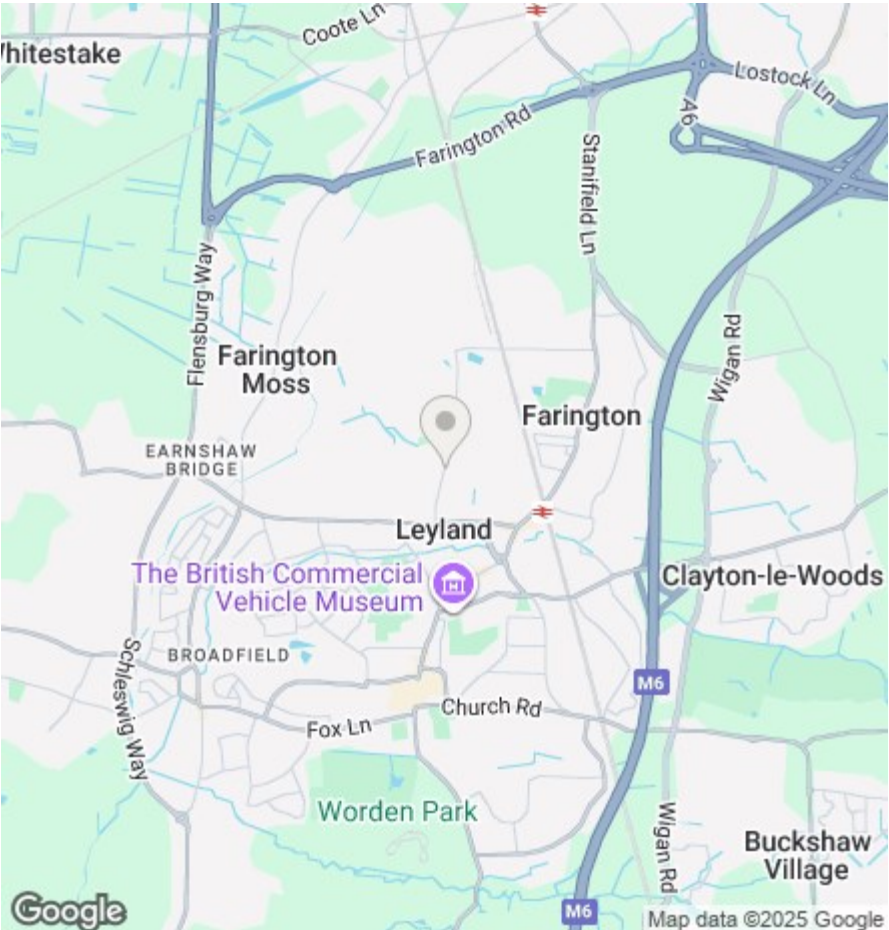 Coote Ln
Whitestake
Lostock Ln
A6
Farington Rd
Stanifield Ln
Flensburg Way
Wigan Rd
Farington
Moss
Farington
EARNSHAW
BRIDGE
Leyland
The British Commercial
Vehicle Museum
Clayton-le-Woods
BROADFIELD
M6
Schleswig Way
Church Rd
Fox Ln
Worden Park
Wigan Rd
Buckshaw
Village
M6
Google
Map data ©2025 Google